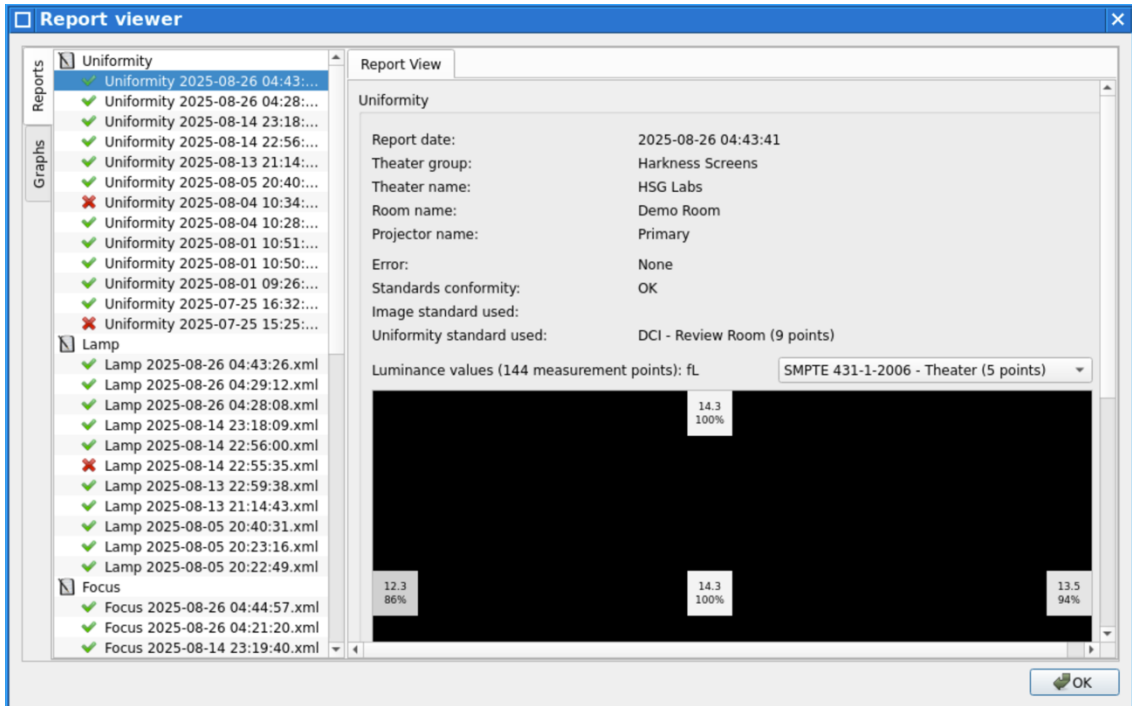 Report viewer
Reports
Graphs
Uniformity
Uniformity 2025-08-26 04:43:...
Uniformity 2025-08-26 04:28:...
Uniformity 2025-08-14 23:18:...
Uniformity 2025-08-14 22:56:...
Uniformity 2025-08-13 21:14:...
Uniformity 2025-08-05 20:40:...
Uniformity 2025-08-04 10:34:...
Uniformity 2025-08-04 10:28:...
Uniformity 2025-08-01 10:51:...
Uniformity 2025-08-01 10:50:...
Uniformity 2025-08-01 09:26:...
Uniformity 2025-07-25 16:32:...
Uniformity 2025-07-25 15:25:...
Lamp
Lamp 2025-08-26 04:43:26.xml
Lamp 2025-08-26 04:29:12.xml
Lamp 2025-08-26 04:28:08.xml
Lamp 2025-08-14 23:18:09.xml
Lamp 2025-08-14 22:56:00.xml
Lamp 2025-08-14 22:55:35.xml
Lamp 2025-08-13 22:59:38.xml
Lamp 2025-08-13 21:14:43.xml
Lamp 2025-08-05 20:40:31.xml
Lamp 2025-08-05 20:23:16.xml
Lamp 2025-08-05 20:22:49.xml
Focus
Focus 2025-08-26 04:44:57.xml
Focus 2025-08-26 04:21:20.xml
Focus 2025-08-14 23:19:40.xml
Report View
Uniformity
Report date: 2025-08-26 04:43:41
Theater group: Harkness Screens
Theater name: HSG Labs
Room name: Demo Room
Projector name: Primary
Error: None
Standards conformity: OK
Image standard used:
Uniformity standard used: DCI - Review Room (9 points)
Luminance values (144 measurement points): fL SMPTE 431-1-2006 - Theater (5 points)
14.3
100%
12.3
86%
14.3
100%
13.5
94%
OK